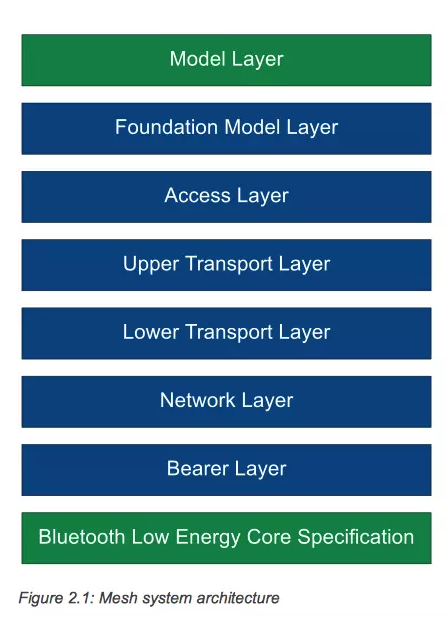 Model Layer
Foundation Model Layer
Access Layer
Upper Transport Layer
Lower Transport Layer
Network Layer
Bearer Layer
Bluetooth Low Energy Core Specification
Figure 2.1: Mesh system architecture